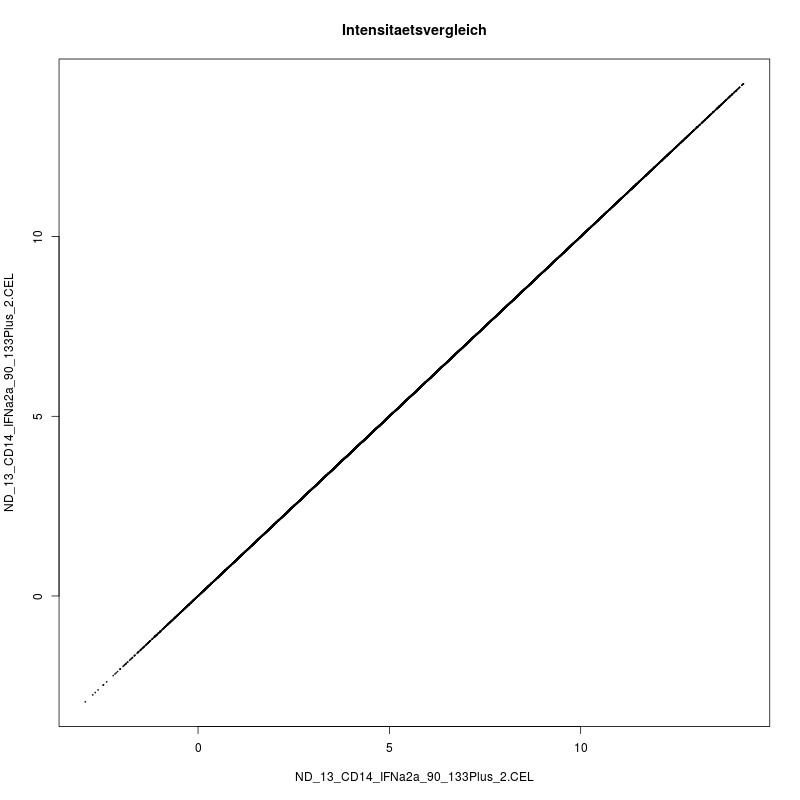 Intensitaetsvergleich
ND_13_CD14_IFNa2a_90_133Plus_2.CEL
10
5
0
0 5 10
ND_13_CD14_IFNa2a_90_133Plus_2.CEL